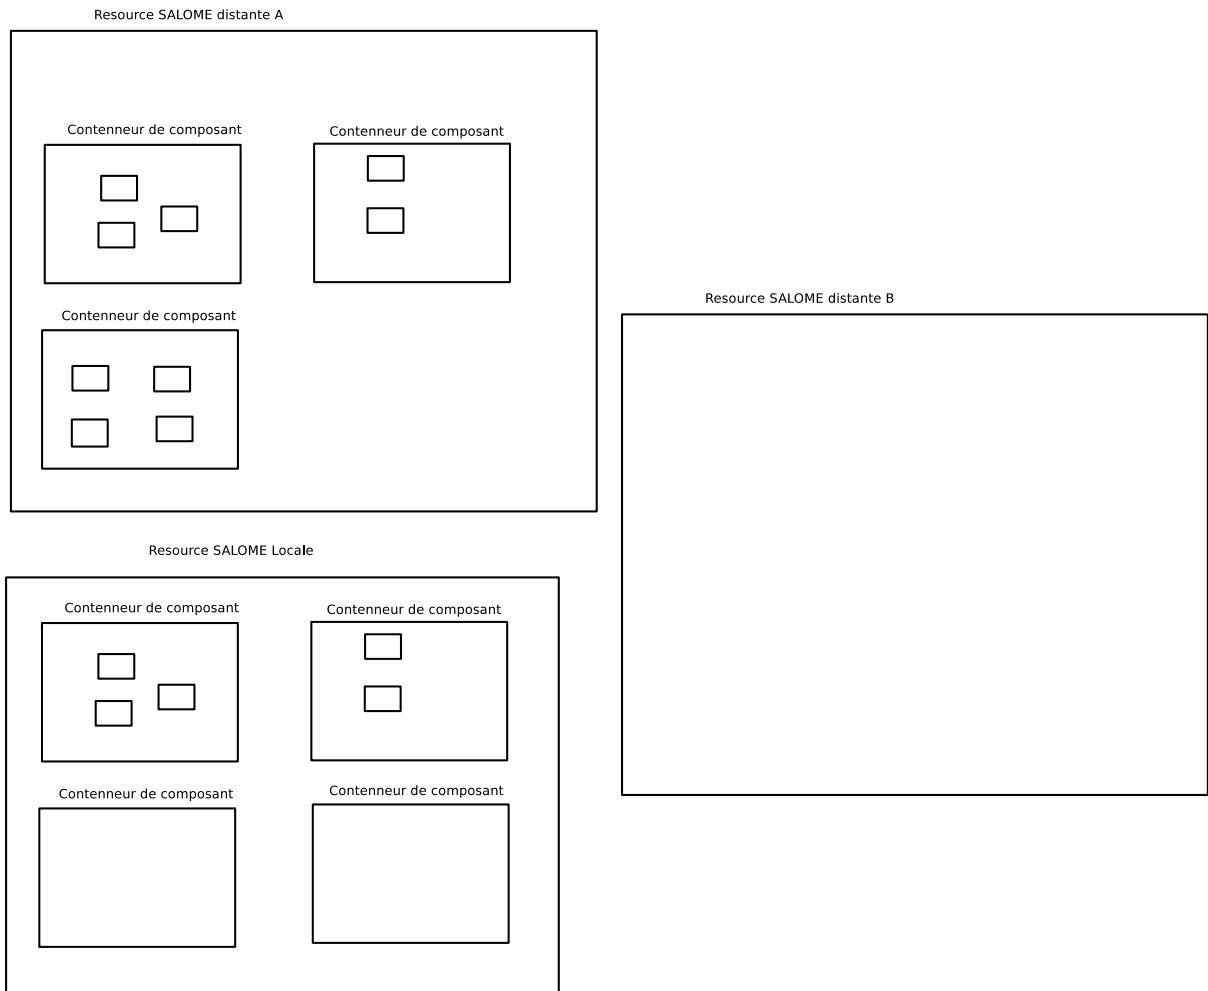 Resource SALOME distante A
Contenneur de composant
Contenneur de composant
Contenneur de composant
Resource SALOME distante B
Resource SALOME Locale
Contenneur de composant
Contenneur de composant
Contenneur de composant
Contenneur de composant